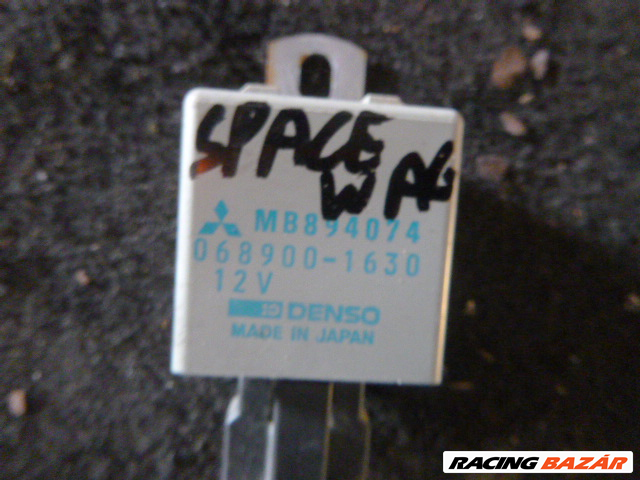 SPACE
WAG
MB894074
068900-1630
12V
DENSO
MADE IN JAPAN
RACING BAZÁR